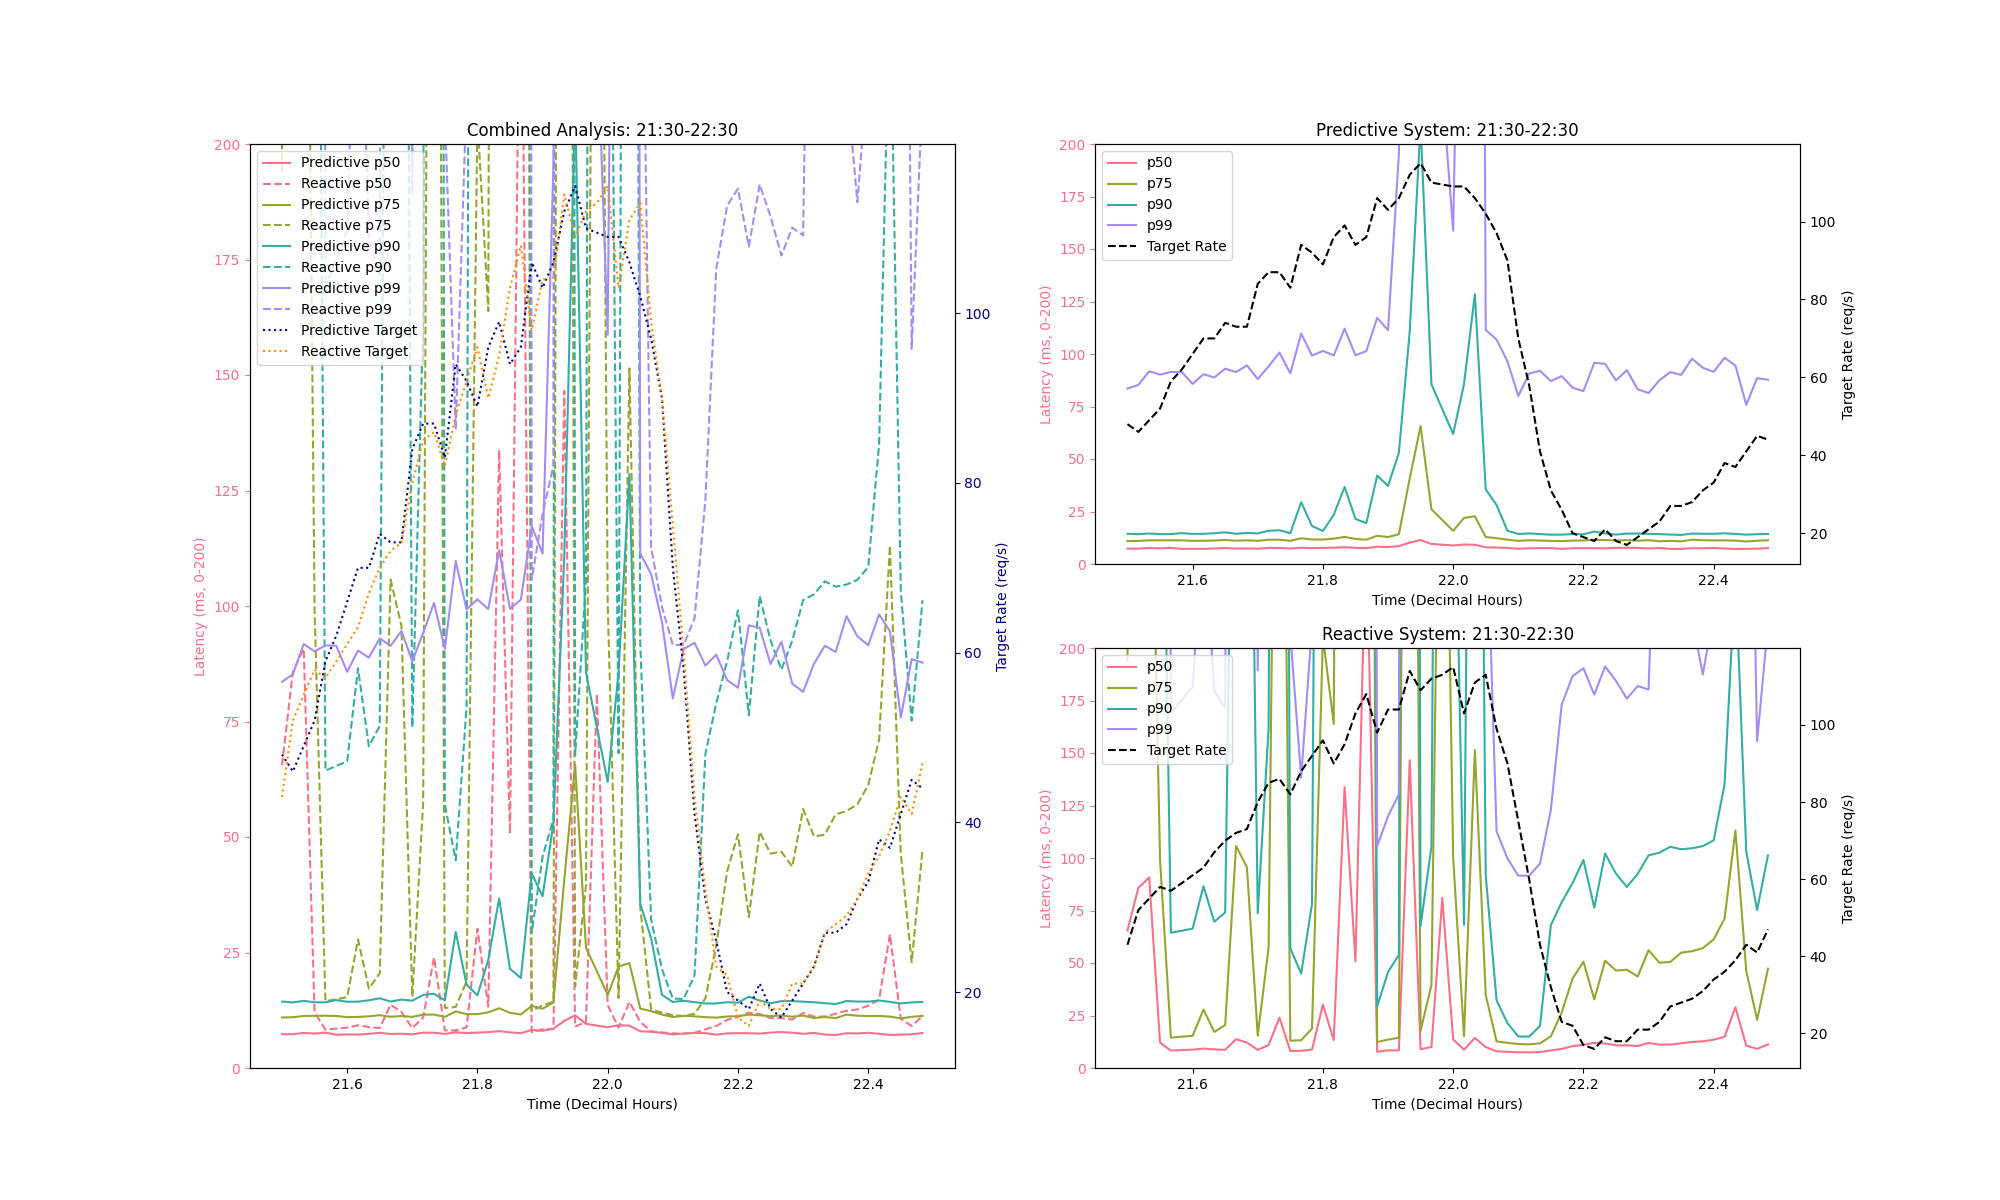 Combined Analysis: 21:30-22:30
Latency (ms, 0-200)
200
175
150
125
100
75
50
25
0
Predictive p50
Reactive p50
Predictive p75
Reactive p75
Predictive p90
Reactive p90
Predictive p99
Reactive p99
Predictive Target
Reactive Target
100
80
60
40
20
Target Rate (req/s)
21.6 21.8 22.0 22.2 22.4
Time (Decimal Hours)
Predictive System: 21:30-22:30
Latency (ms, 0-200)
200
175
150
125
100
75
50
25
0
p50
p75
p90
p99
Target Rate
100
80
60
40
20
Target Rate (req/s)
21.6 21.8 22.0 22.2 22.4
Time (Decimal Hours)
Reactive System: 21:30-22:30
Latency (ms, 0-200)
200
175
150
125
100
75
50
25
0
p50
p75
p90
p99
Target Rate
100
80
60
40
20
Target Rate (req/s)
21.6 21.8 22.0 22.2 22.4
Time (Decimal Hours)